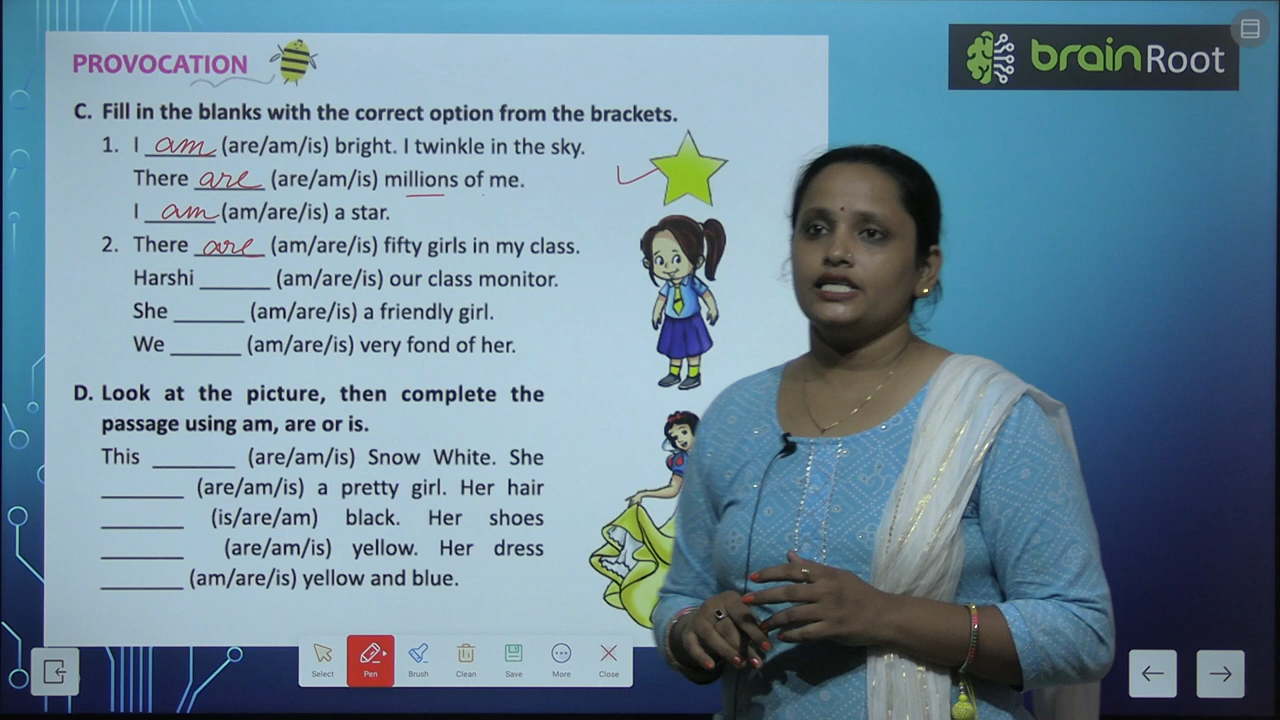 PROVOCATION
brainRoot
C. Fill in the blanks with the correct option from the brackets.
1. I am (are/am/is) bright. I twinkle in the sky.
There are (are/am/is) millions of me.
I am (am/are/is) a star.
2. There are (am/are/is) fifty girls in my class.
Harshi ______ (am/are/is) our class monitor.
She ______ (am/are/is) a friendly girl.
We ______ (am/are/is) very fond of her.
D. Look at the picture, then complete the
passage using am, are or is.
This _______ (are/am/is) Snow White. She
_______ (are/am/is) a pretty girl. Her hair
_______ (is/are/am) black. Her shoes
_______ (are/am/is) yellow. Her dress
_______ (am/are/is) yellow and blue.
Select Pen Brush Clean Save More Close